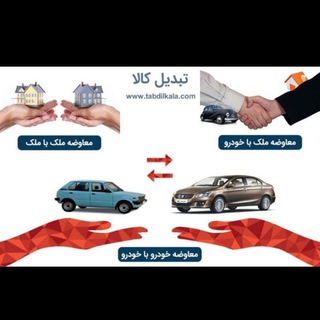 تبدیل کالا
www.tabdilkala.com
معاوضه ملک با ملک
معاوضه ملک با خودرو
معاوضه خودرو با خودرو